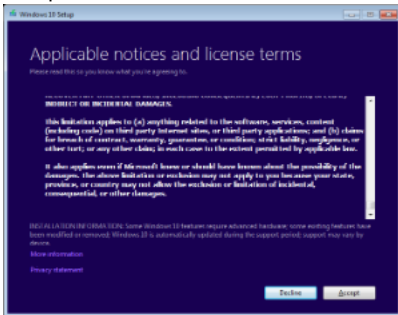 Windows 10 Setup
Applicable notices and license terms
Please read this so you know what you're agreeing to.
INDIRECT OR INCIDENTAL DAMAGES.
This limitation applies to (a) anything related to the software, services, content
(including code) on third party Internet sites, or third party applications; and (b) claims
for breach of contract, warranty, guarantee, or condition; strict liability, negligence, or
other tort; or any other claim; in each case to the extent permitted by applicable law.
It also applies even if Microsoft knew or should have known about the possibility of the
damages. The above limitation or exclusion may not apply to you because your state,
province, or country may not allow the exclusion or limitation of incidental,
consequential, or other damages.
INSTALLATION INFORMATION: Some Windows 10 features require advanced hardware; some existing features have
been modified or removed; Windows 10 is automatically updated during the support period; support may vary by
device.
More information
Privacy statement
Decline
Accept